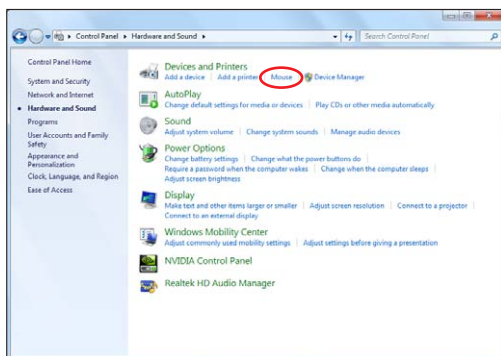 Control Panel Hardware and Sound Search Control Panel
Control Panel Home
System and Security
Network and Internet
Hardware and Sound
Programs
User Accounts and Family
Safety
Appearance and
Personalization
Clock, Language, and Region
Ease of Access
Devices and Printers
Add a device Add a printer Mouse Device Manager
AutoPlay
Change default settings for media or devices Play CDs or other media automatically
Sound
Adjust system volume Change system sounds Manage audio devices
Power Options
Change battery settings Change what the power buttons do
Require a password when the computer wakes Change when the computer sleeps
Adjust screen brightness
Display
Make text and other items larger or smaller Adjust screen resolution Connect to a projector
Connect to an external display
Windows Mobility Center
Adjust commonly used mobility settings Adjust settings before giving a presentation
NVIDIA Control Panel
Realtek HD Audio Manager